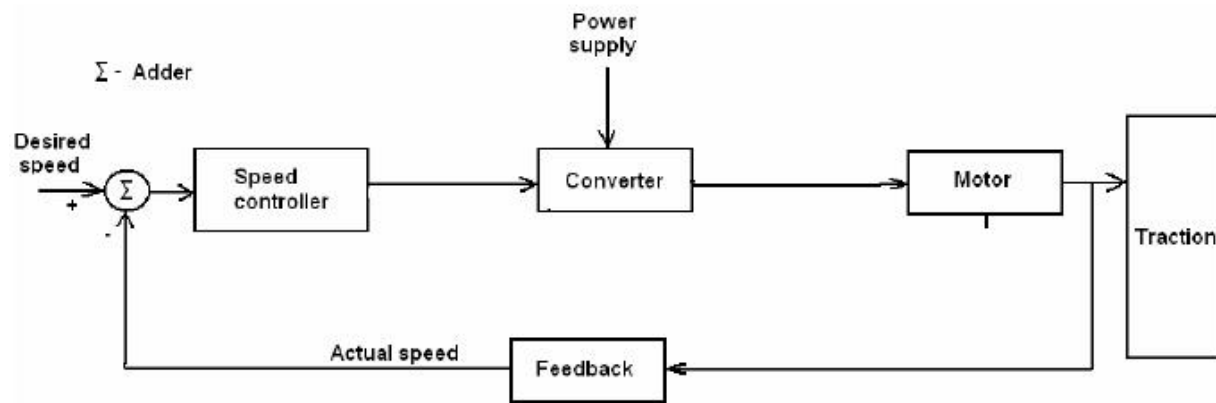 Power
supply
Σ - Adder
Desired
speed
+
Σ
-
Speed
controller
Converter
Motor
Traction
Actual speed
Feedback